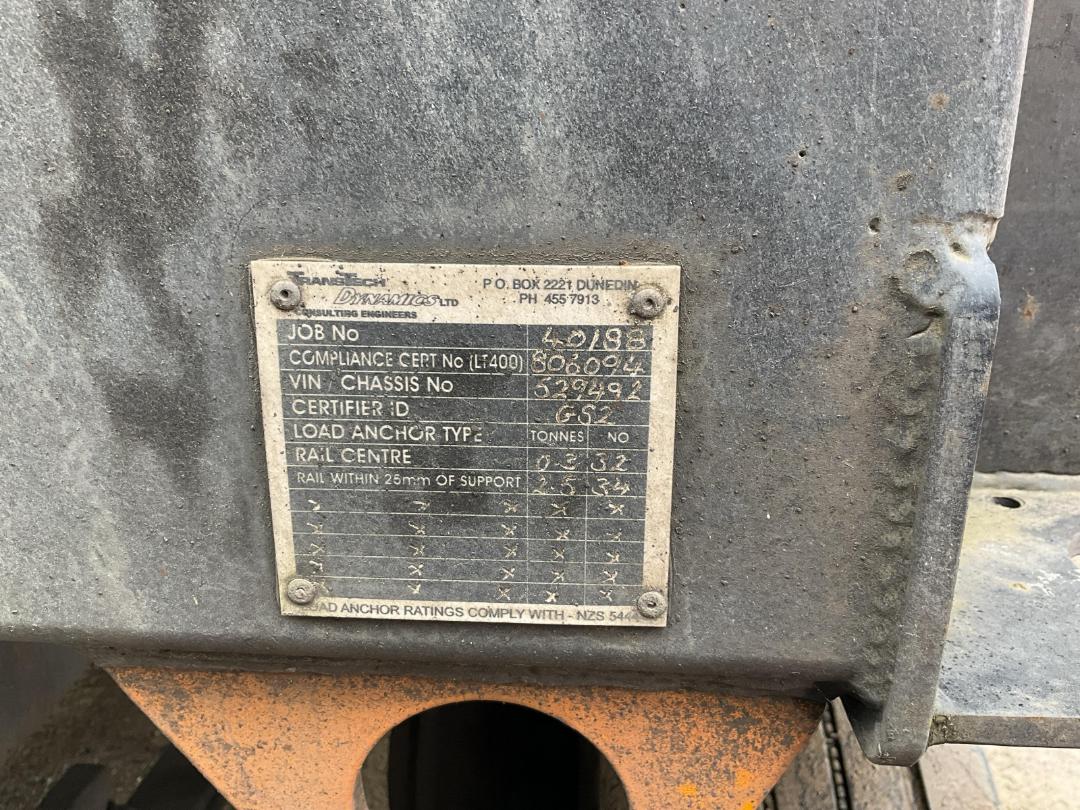 TRANSTECH P O. BOX 2221 DUNEDIN
DYNAMICS LTD PH 455 7913
CONSULTING ENGINEERS
JOB No 40188
COMPLIANCE CERT No (LT400) 806094
VIN / CHASSIS No 529492
CERTIFIER ID GS2
LOAD ANCHOR TYPE TONNES NO
RAIL CENTRE 0.3 32
RAIL WITHIN 25mm OF SUPPORT 2.5 34
x x x x x
x x x x x
x x x x x
x x x x x
x x x x x
LOAD ANCHOR RATINGS COMPLY WITH - NZS 5444